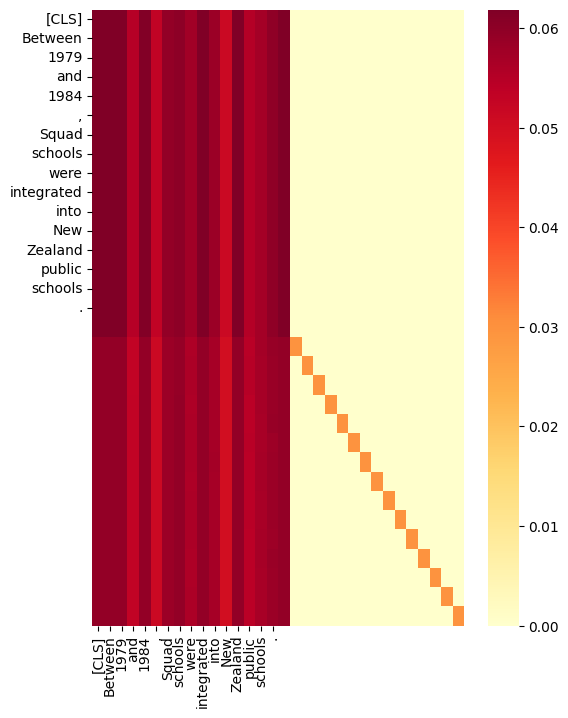 [CLS]
Between
1979
and
1984
,
Squad
schools
were
integrated
into
New
Zealand
public
schools
.
0.06
0.05
0.04
0.03
0.02
0.01
0.00
[CLS]
Between
1979
and
1984
,
Squad
schools
were
integrated
into
New
Zealand
public
schools
.